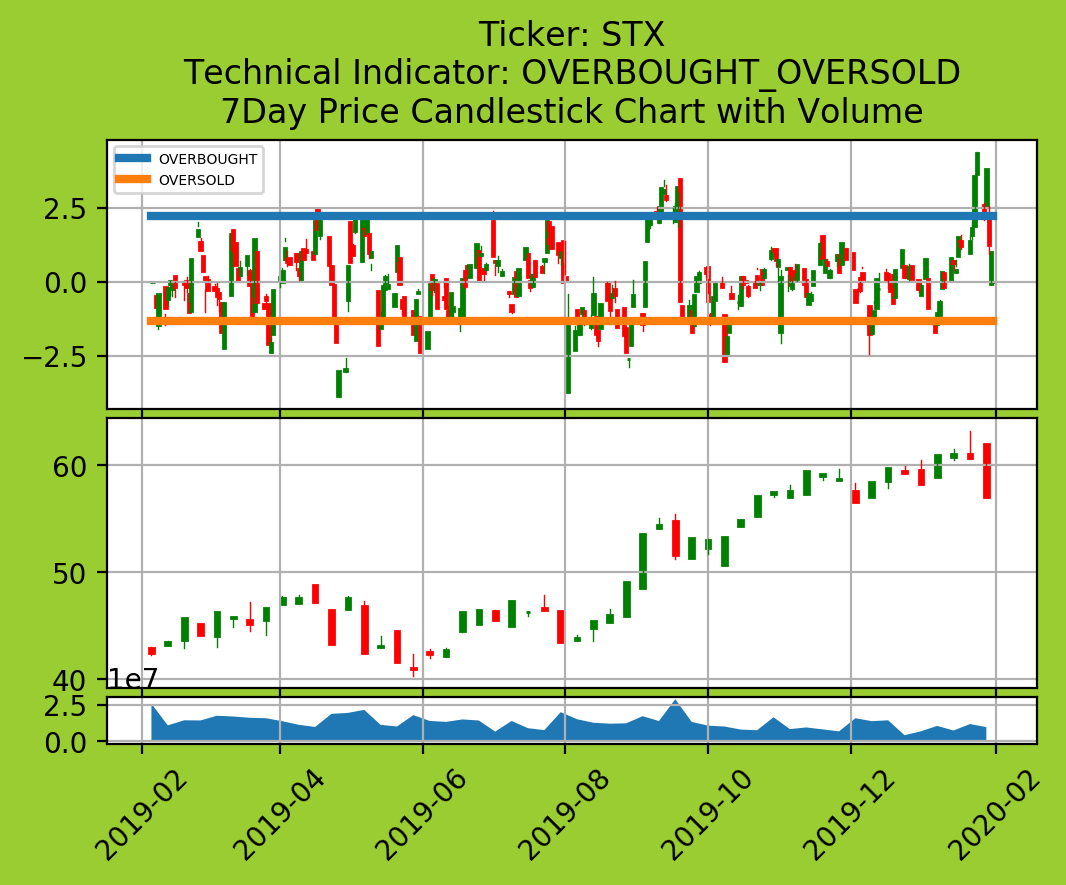 Ticker: STX
Technical Indicator: OVERBOUGHT_OVERSOLD
7Day Price Candlestick Chart with Volume
OVERBOUGHT
OVERSOLD
2.5
0.0
−2.5
60
50
40
1e7
2.5
0.0
2019-02
2019-04
2019-06
2019-08
2019-10
2019-12
2020-02